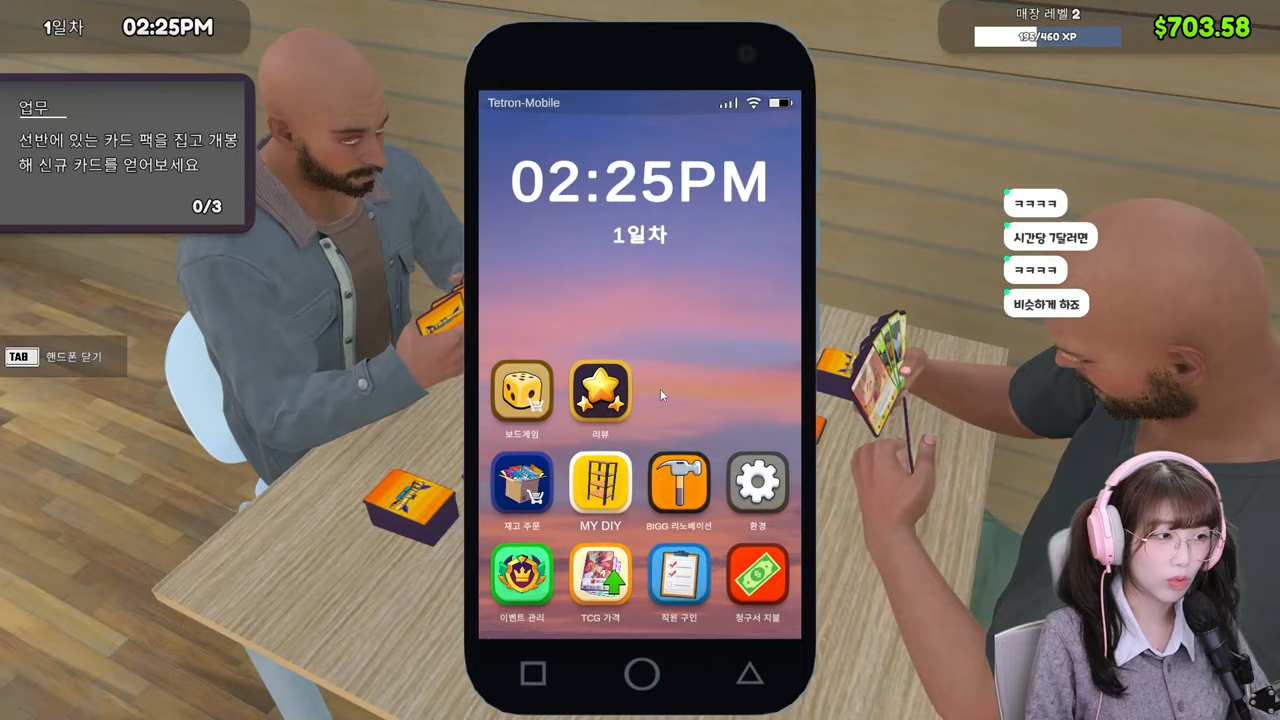 1일차 02:25PM
매장 레벨 2
195/460 XP
$703.58
업무
선반에 있는 카드 팩을 집고 개봉
해 신규 카드를 얻어보세요
0/3
TAB 핸드폰 닫기
Tetron-Mobile
02:25PM
1일차
보드게임 리뷰
재고 주문 MY DIY BIGG 리노베이션 환경
이벤트 관리 TCG 가격 직원 구인 청구서 지불
ㅋㅋㅋㅋ
시간당 7달러면
ㅋㅋㅋㅋ
비슷하게 하죠